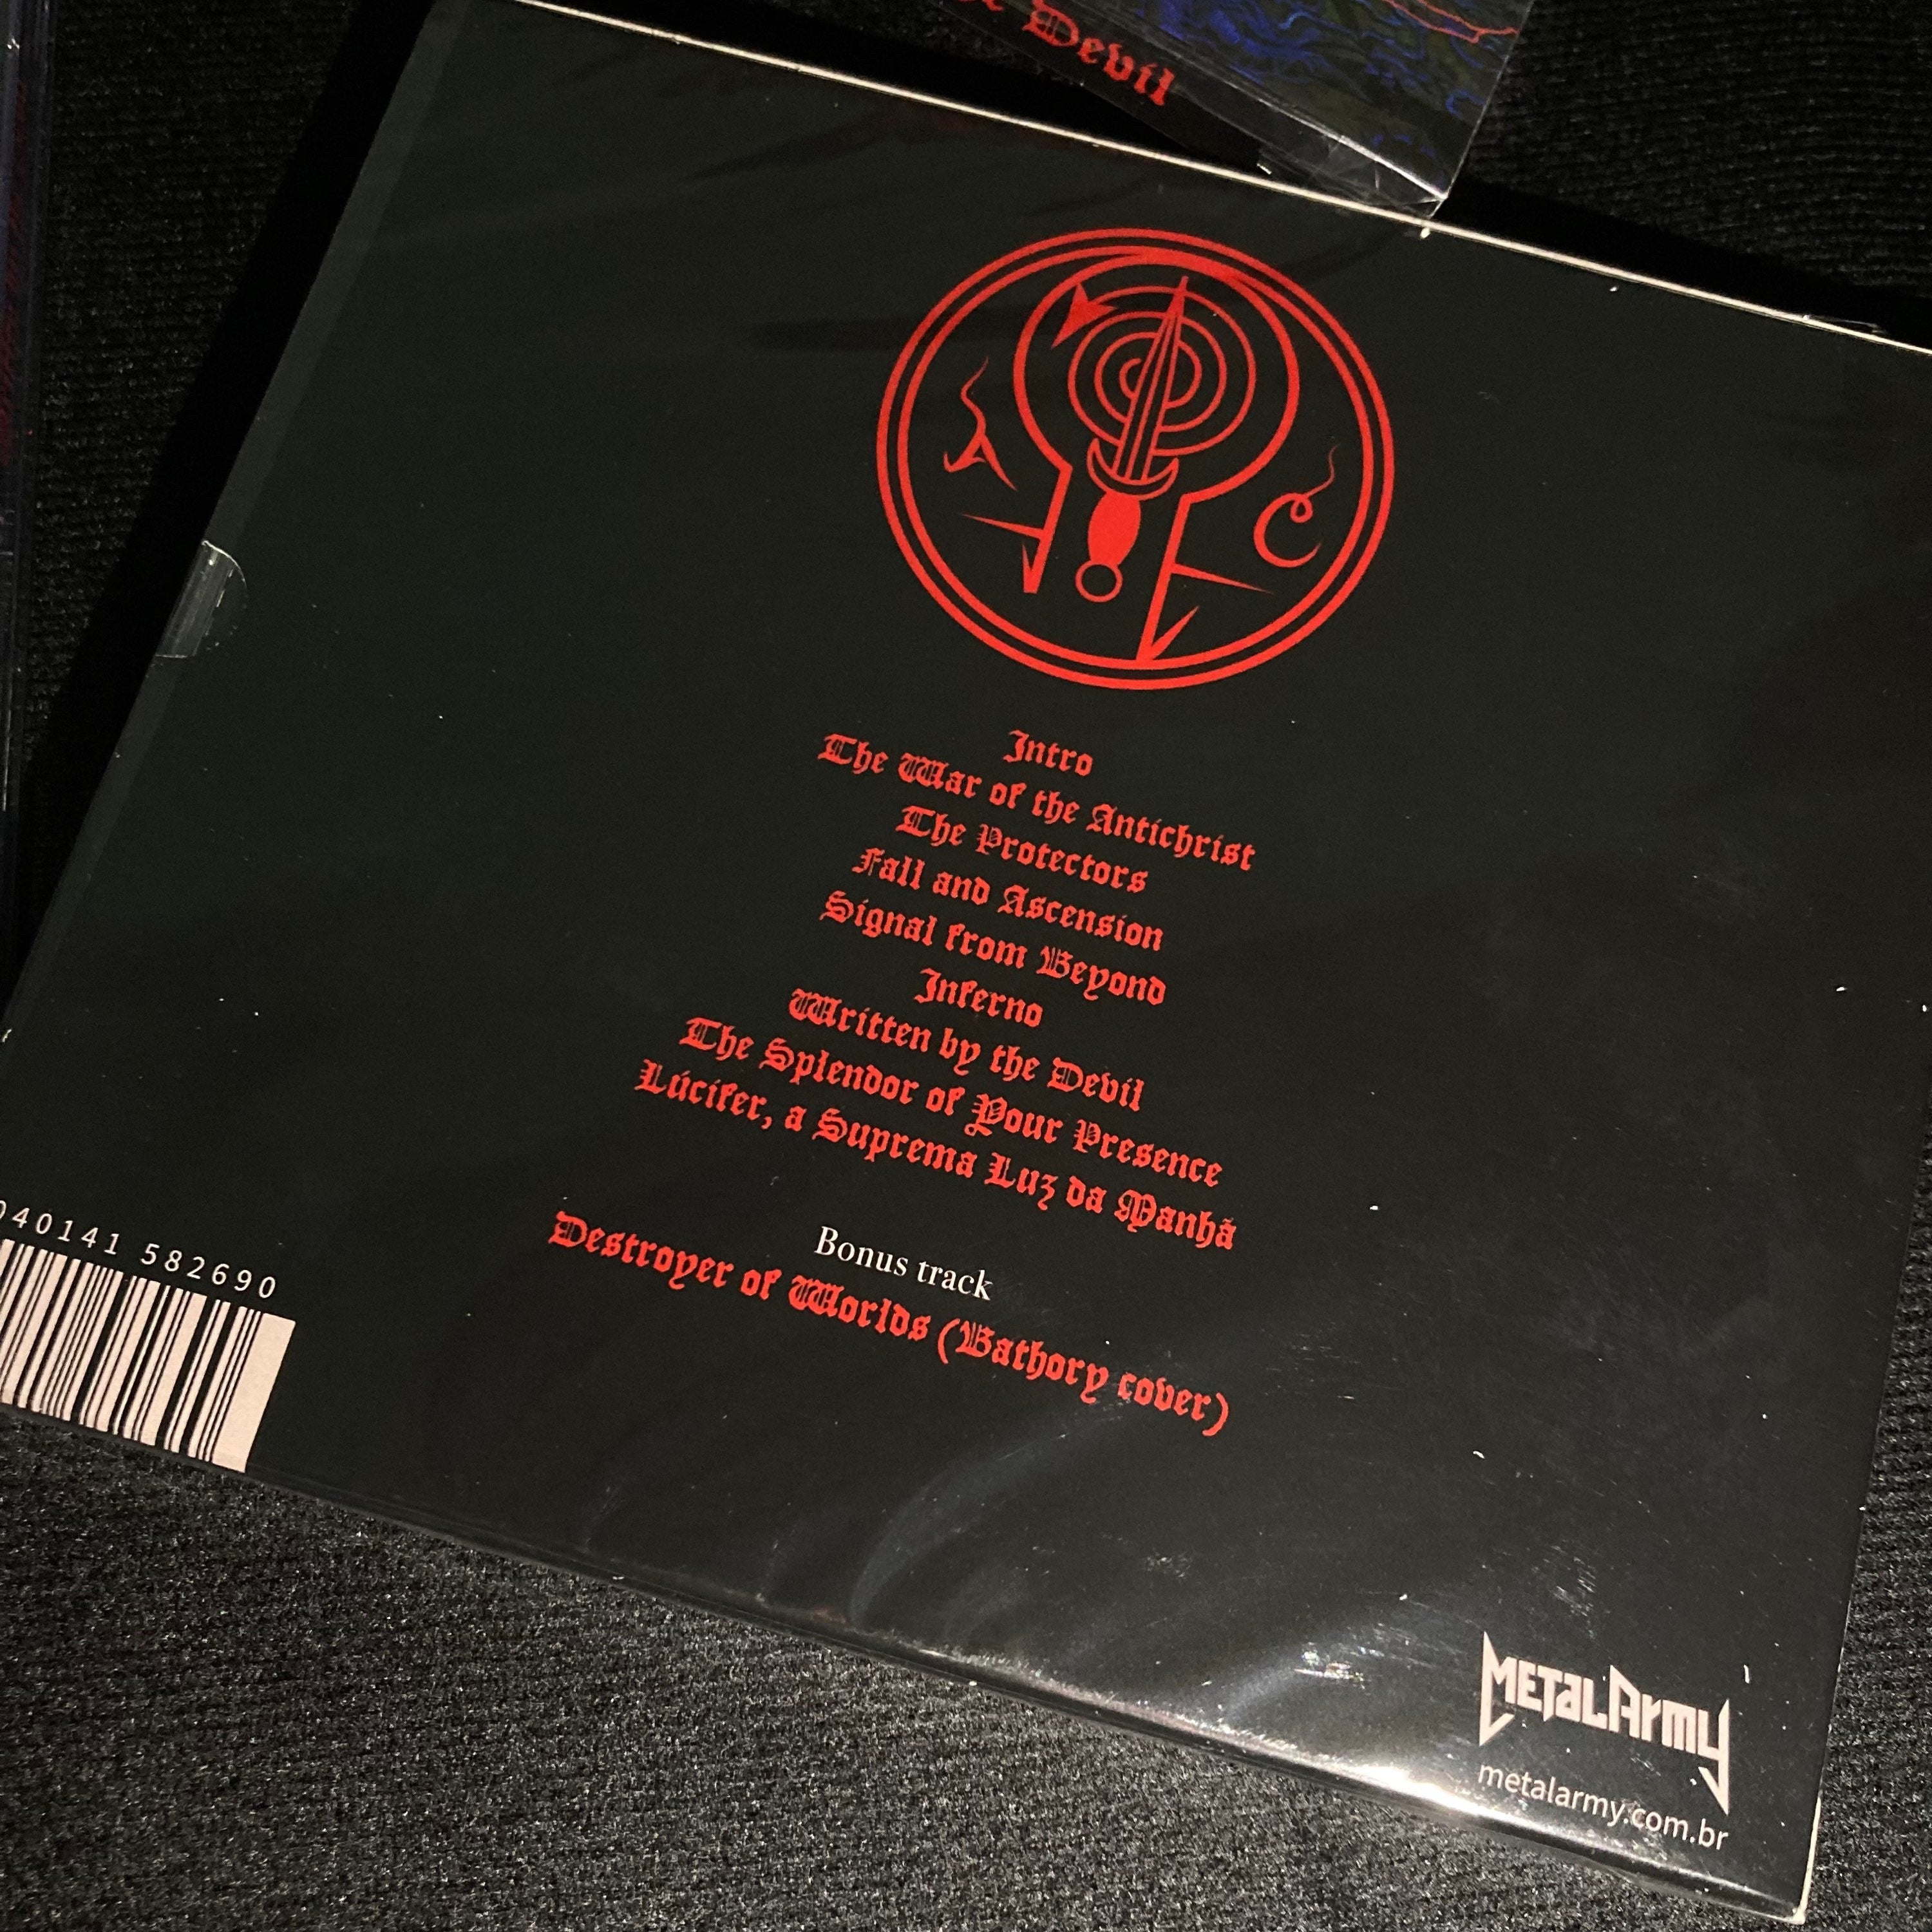 Devil
Intro
The War of the Antichrist
The Protectors
Fall and Ascension
Signal from Beyond
Inferno
Written by the Devil
The Splendor of Your Presence
Lúcifer, a Suprema Luz da Manhã
Bonus track
Destroyer of Worlds (Bathory cover)
040141 582690
METALARMY
metalarmy.com.br